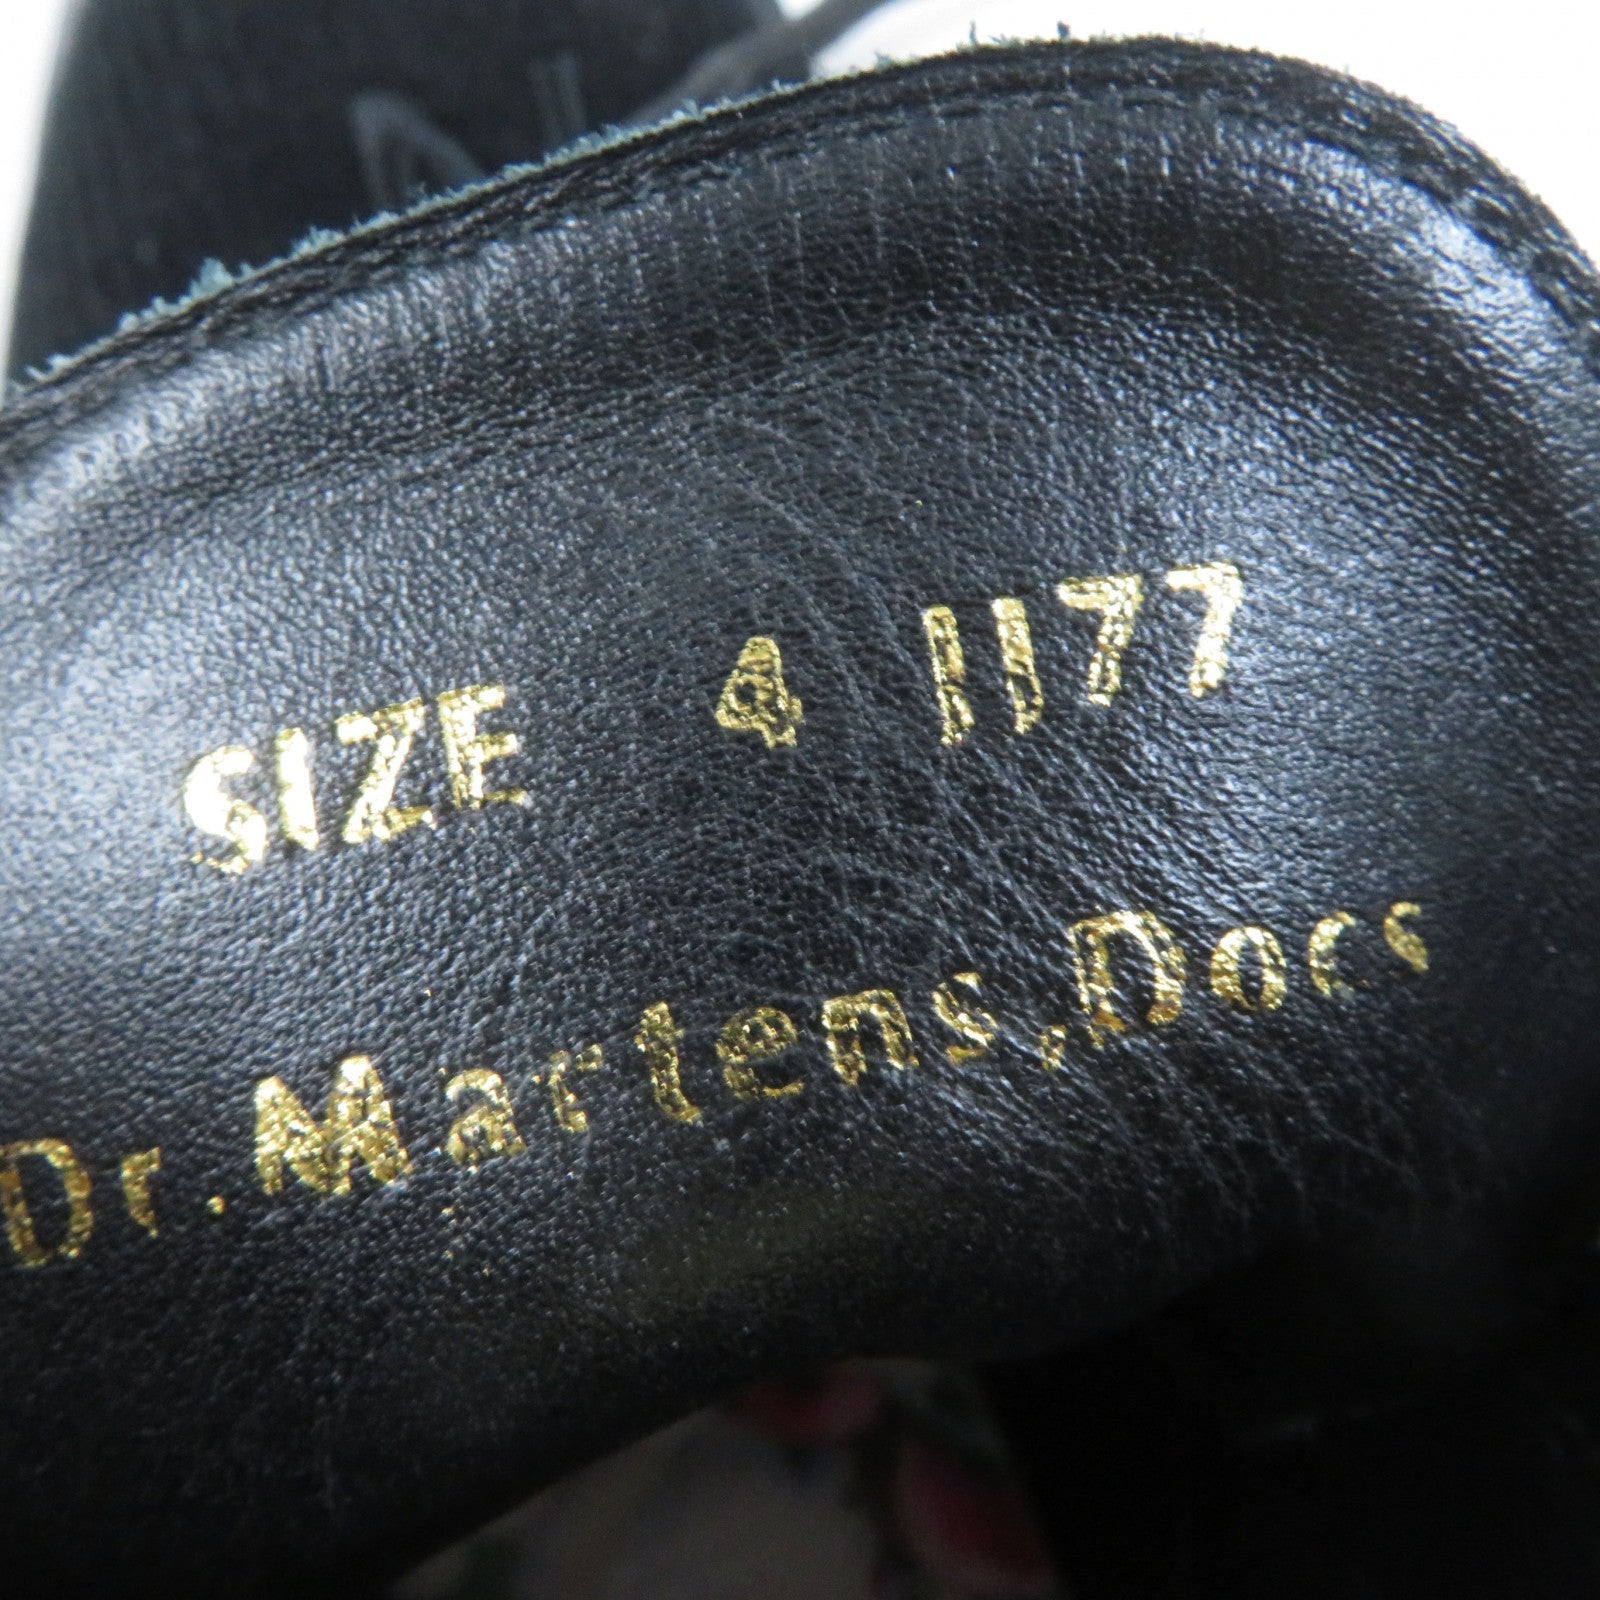 SIZE 4 1177
Dr.Martens,Docs